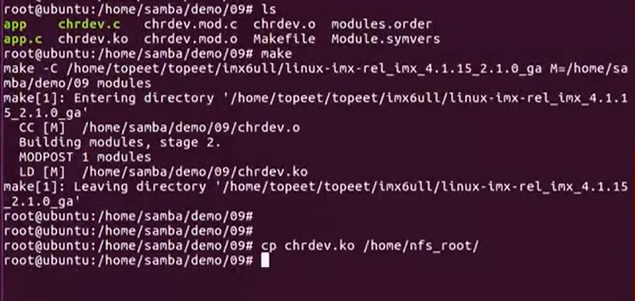 root@ubuntu:/home/samba/demo/09# ls
app    chrdev.c   chrdev.mod.c  chrdev.o  modules.order
app.c  chrdev.ko  chrdev.mod.o  Makefile  Module.symvers
root@ubuntu:/home/samba/demo/09# make
make -C /home/topeet/topeet/imx6ull/linux-imx-rel_imx_4.1.15_2.1.0_ga M=/home/sa
mba/demo/09 modules
make[1]: Entering directory '/home/topeet/topeet/imx6ull/linux-imx-rel_imx_4.1.1
5_2.1.0_ga'
  CC [M]  /home/samba/demo/09/chrdev.o
  Building modules, stage 2.
  MODPOST 1 modules
  LD [M]  /home/samba/demo/09/chrdev.ko
make[1]: Leaving directory '/home/topeet/topeet/imx6ull/linux-imx-rel_imx_4.1.15
_2.1.0_ga'
root@ubuntu:/home/samba/demo/09#
root@ubuntu:/home/samba/demo/09#
root@ubuntu:/home/samba/demo/09# cp chrdev.ko /home/nfs_root/
root@ubuntu:/home/samba/demo/09#